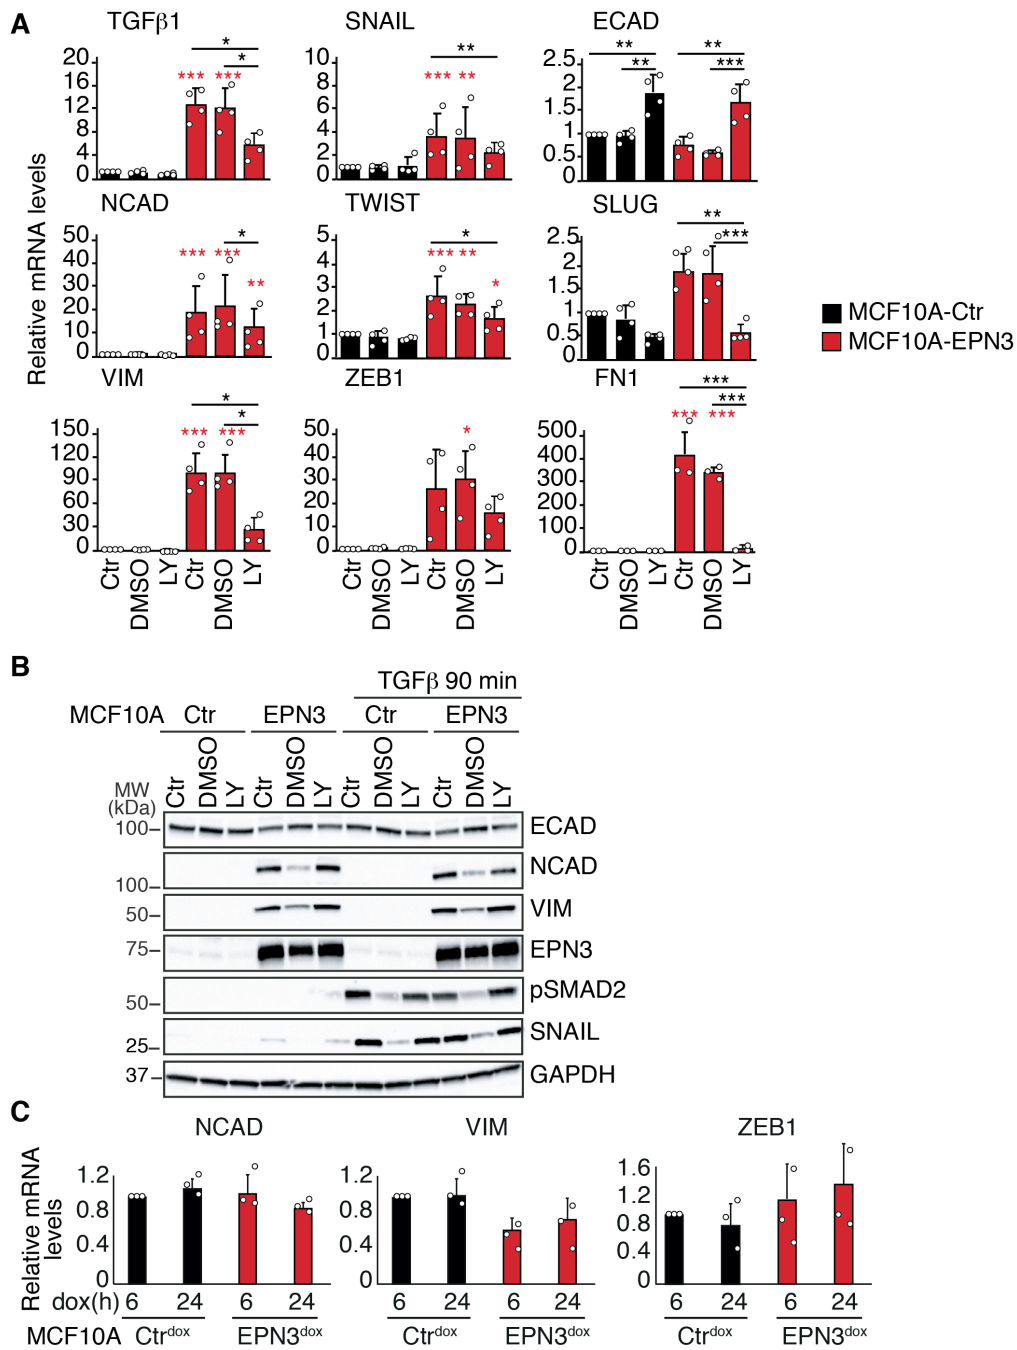 A
TGFβ1 SNAIL ECAD
* ** ** **
* ** ***
*** *** *** **
20 16 12 8 4 0
10 8 6 4 2 0
2.5 2 1.5 1 0.5 0
Relative mRNA levels
NCAD TWIST SLUG
* * **
***
*** *** ** *** ** *
50 40 30 20 10 0
5 4 3 2 1 0
2.5 2 1.5 1 0.5 0
MCF10A-Ctr
MCF10A-EPN3
VIM ZEB1 FN1
* ***
* ***
*** *** * *** ***
150 120 90 60 30 0
50 40 30 20 10 0
500 400 300 200 100 0
Ctr DMSO LY Ctr DMSO LY Ctr DMSO LY Ctr DMSO LY Ctr DMSO LY Ctr DMSO LY
B
TGFβ 90 min
MCF10A Ctr EPN3 Ctr EPN3
Ctr DMSO LY Ctr DMSO LY Ctr DMSO LY Ctr DMSO LY
MW
(kDa)
100 ECAD
NCAD
100
50 VIM
75 EPN3
50 pSMAD2
25 SNAIL
37 GAPDH
C
NCAD VIM ZEB1
Relative mRNA
levels
1.2 0.8 0.4 0
1.2 0.8 0.4 0
1.6 1.2 0.8 0.4 0
dox(h) 6 24 6 24 6 24 6 24 6 24 6 24
MCF10A Ctrdox EPN3dox Ctrdox EPN3dox Ctrdox EPN3dox